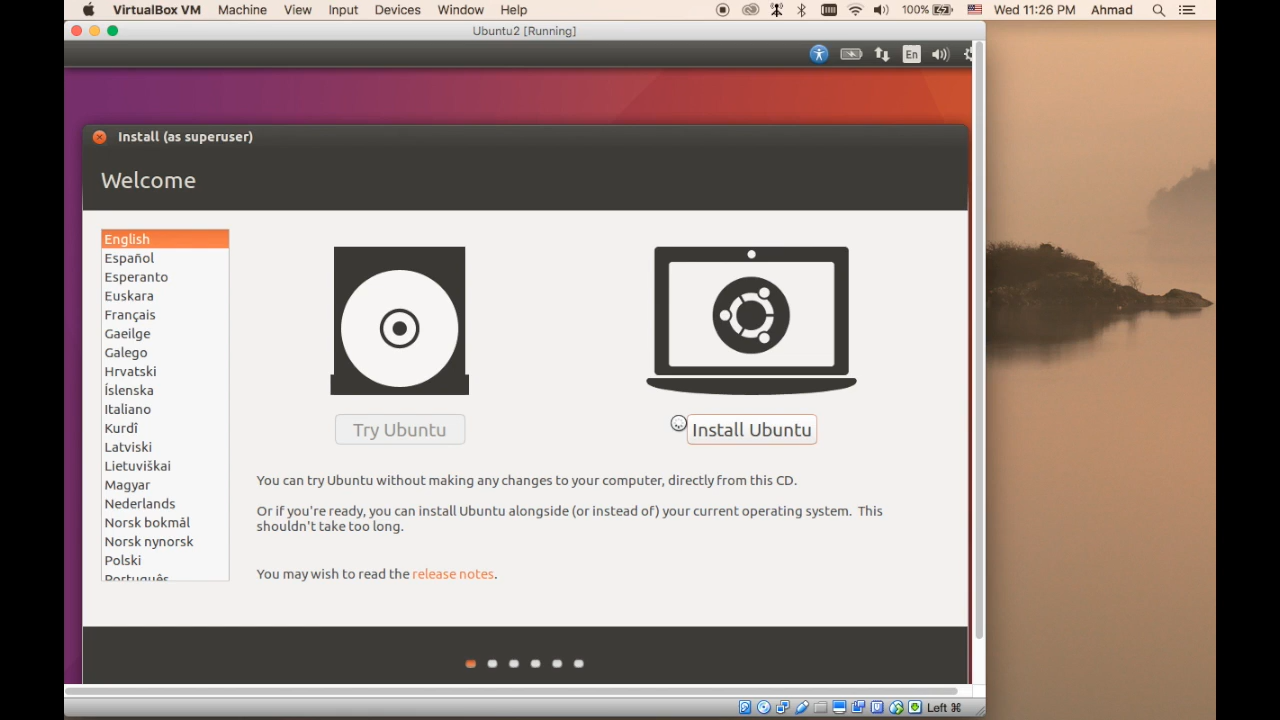 VirtualBox VM Machine View Input Devices Window Help 100% Wed 11:26 PM Ahmad
Ubuntu2 [Running]
En
Install (as superuser)
Welcome
English
Español
Esperanto
Euskara
Français
Gaeilge
Galego
Hrvatski
Íslenska
Italiano
Kurdî
Latviski
Lietuviškai
Magyar
Nederlands
Norsk bokmål
Norsk nynorsk
Polski
Português
Try Ubuntu
Install Ubuntu
You can try Ubuntu without making any changes to your computer, directly from this CD.
Or if you're ready, you can install Ubuntu alongside (or instead of) your current operating system. This
shouldn't take too long.
You may wish to read the release notes.
Left ⌘